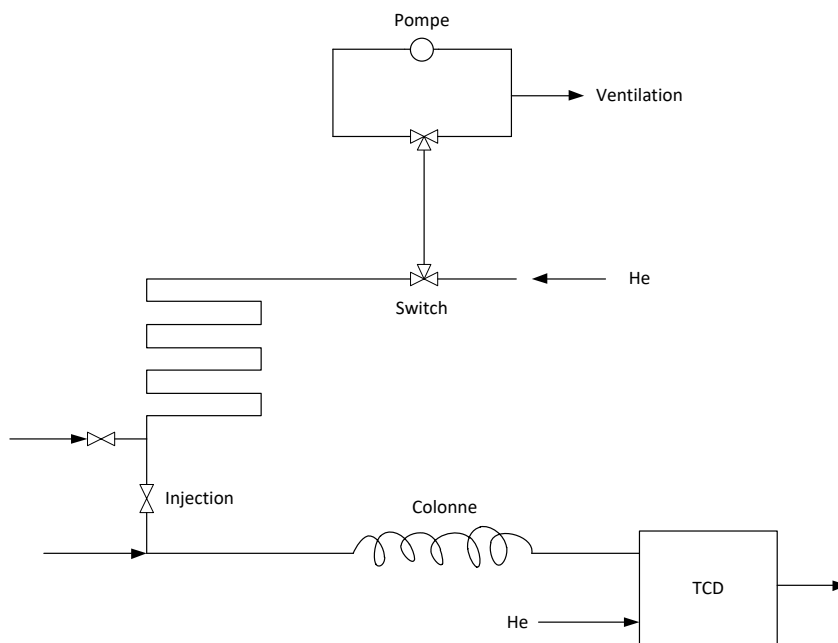 Pompe
Ventilation
He
Switch
Injection
Colonne
TCD
He